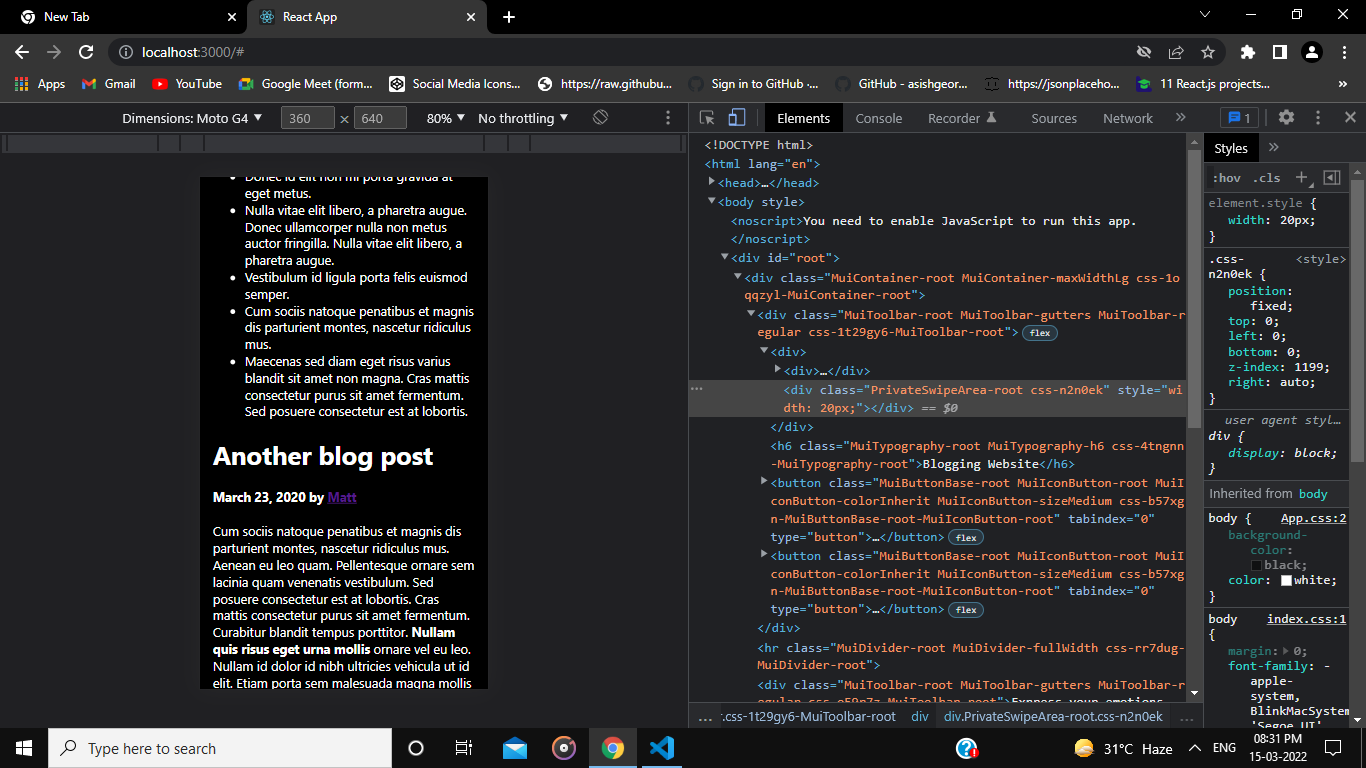 New Tab
React App
localhost:3000/#
Apps
Gmail
YouTube
Google Meet (form...
Social Media Icons...
https://raw.githubu...
Sign in to GitHub ·...
GitHub - asishgeor...
https://jsonplaceho...
11 React.js projects...
»
Dimensions: Moto G4
360
×
640
80%
No throttling
Elements
Console
Recorder
Sources
Network
»
1
Donec id elit non mi porta gravida at
eget metus.
Nulla vitae elit libero, a pharetra augue.
Donec ullamcorper nulla non metus
auctor fringilla. Nulla vitae elit libero, a
pharetra augue.
Vestibulum id ligula porta felis euismod
semper.
Cum sociis natoque penatibus et magnis
dis parturient montes, nascetur ridiculus
mus.
Maecenas sed diam eget risus varius
blandit sit amet non magna. Cras mattis
consectetur purus sit amet fermentum.
Sed posuere consectetur est at lobortis.
Another blog post
March 23, 2020 by Matt
Cum sociis natoque penatibus et magnis dis
parturient montes, nascetur ridiculus mus.
Aenean eu leo quam. Pellentesque ornare sem
lacinia quam venenatis vestibulum. Sed
posuere consectetur est at lobortis. Cras
mattis consectetur purus sit amet fermentum.
Curabitur blandit tempus porttitor. Nullam
quis risus eget urna mollis ornare vel eu leo.
Nullam id dolor id nibh ultricies vehicula ut id
elit. Etiam porta sem malesuada magna mollis
<!DOCTYPE html>
<html lang="en">
<head>…</head>
<body style>
<noscript>You need to enable JavaScript to run this app.
</noscript>
<div id="root">
<div class="MuiContainer-root MuiContainer-maxWidthLg css-1o
qqzyl-MuiContainer-root">
<div class="MuiToolbar-root MuiToolbar-gutters MuiToolbar-r
egular css-1t29gy6-MuiToolbar-root"> flex
<div>
<div>…</div>
<div class="PrivateSwipeArea-root css-n2n0ek" style="wi
dth: 20px;"></div> == $0
</div>
<h6 class="MuiTypography-root MuiTypography-h6 css-4tngnn
-MuiTypography-root">Blogging Website</h6>
<button class="MuiButtonBase-root MuiIconButton-root MuiI
conButton-colorInherit MuiIconButton-sizeMedium css-b57xg
n-MuiButtonBase-root-MuiIconButton-root" tabindex="0"
type="button">…</button> flex
<button class="MuiButtonBase-root MuiIconButton-root MuiI
conButton-colorInherit MuiIconButton-sizeMedium css-b57xg
n-MuiButtonBase-root-MuiIconButton-root" tabindex="0"
type="button">…</button> flex
</div>
<hr class="MuiDivider-root MuiDivider-fullWidth css-rr7dug-
MuiDivider-root">
<div class="MuiToolbar-root MuiToolbar-gutters MuiToolbar-r
... r.css-1t29gy6-MuiToolbar-root div div.PrivateSwipeArea-root.css-n2n0ek ...
Styles
»
:hov .cls +
element.style {
width: 20px;
}
.css- <style>
n2n0ek {
position:
fixed;
top: 0;
left: 0;
bottom: 0;
z-index: 1199;
right: auto;
}
user agent styl…
div {
display: block;
}
Inherited from body
body { App.css:2
background-
color:
black;
color: white;
}
body index.css:1
{
margin: 0;
font-family: -
apple-
system,
BlinkMacSystem
'Segoe UI'
Type here to search
31°C Haze
ENG
08:31 PM
15-03-2022